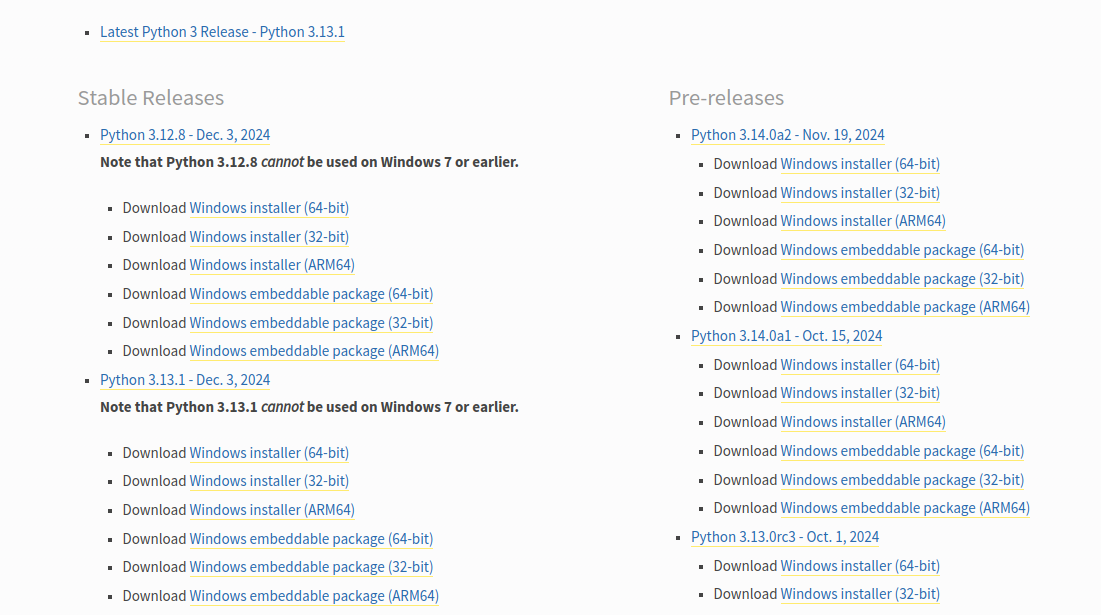 Latest Python 3 Release - Python 3.13.1
Stable Releases
Python 3.12.8 - Dec. 3, 2024
Note that Python 3.12.8 cannot be used on Windows 7 or earlier.
Download Windows installer (64-bit)
Download Windows installer (32-bit)
Download Windows installer (ARM64)
Download Windows embeddable package (64-bit)
Download Windows embeddable package (32-bit)
Download Windows embeddable package (ARM64)
Python 3.13.1 - Dec. 3, 2024
Note that Python 3.13.1 cannot be used on Windows 7 or earlier.
Download Windows installer (64-bit)
Download Windows installer (32-bit)
Download Windows installer (ARM64)
Download Windows embeddable package (64-bit)
Download Windows embeddable package (32-bit)
Download Windows embeddable package (ARM64)
Pre-releases
Python 3.14.0a2 - Nov. 19, 2024
Download Windows installer (64-bit)
Download Windows installer (32-bit)
Download Windows installer (ARM64)
Download Windows embeddable package (64-bit)
Download Windows embeddable package (32-bit)
Download Windows embeddable package (ARM64)
Python 3.14.0a1 - Oct. 15, 2024
Download Windows installer (64-bit)
Download Windows installer (32-bit)
Download Windows installer (ARM64)
Download Windows embeddable package (64-bit)
Download Windows embeddable package (32-bit)
Download Windows embeddable package (ARM64)
Python 3.13.0rc3 - Oct. 1, 2024
Download Windows installer (64-bit)
Download Windows installer (32-bit)